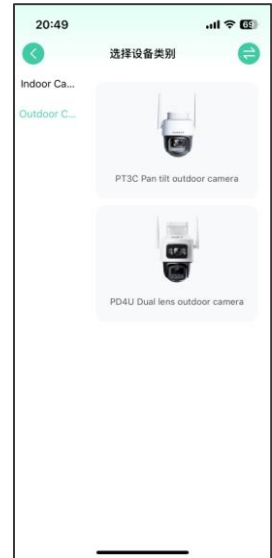 20:49
69
选择设备类别
Indoor Ca...
Outdoor C...
PT3C Pan tilt outdoor camera
PD4U Dual lens outdoor camera